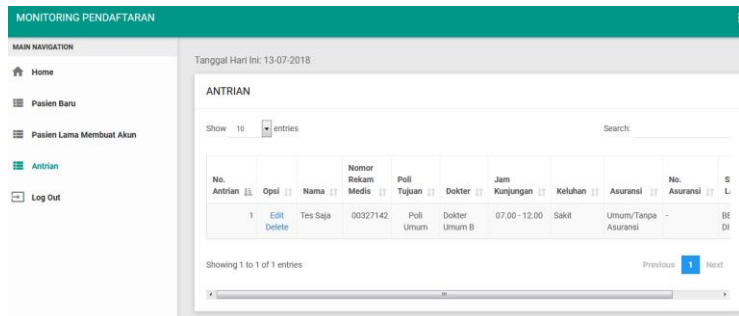 MONITORING PENDAFTARAN
MAIN NAVIGATION
Home
Pasien Baru
Pasien Lama Membuat Akun
Antrian
Log Out
Tanggal Hari Ini: 13-07-2018
ANTRIAN
Show 10 entries
Search:
No. Antrian Opsi Nama Nomor Rekam Medis Poli Tujuan Dokter Jam Kunjungan Keluhan Asuransi No. Asuransi
1 Edit Delete Tes Saja 00327142 Poli Umum Dokter Umum B 07.00 - 12.00 Sakit Umum/Tanpa Asuransi -
Showing 1 to 1 of 1 entries
Previous 1 Next